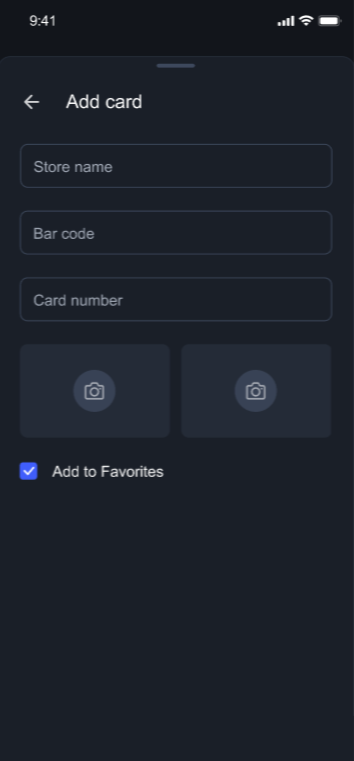 9:41
Add card
Store name
Bar code
Card number
Add to Favorites